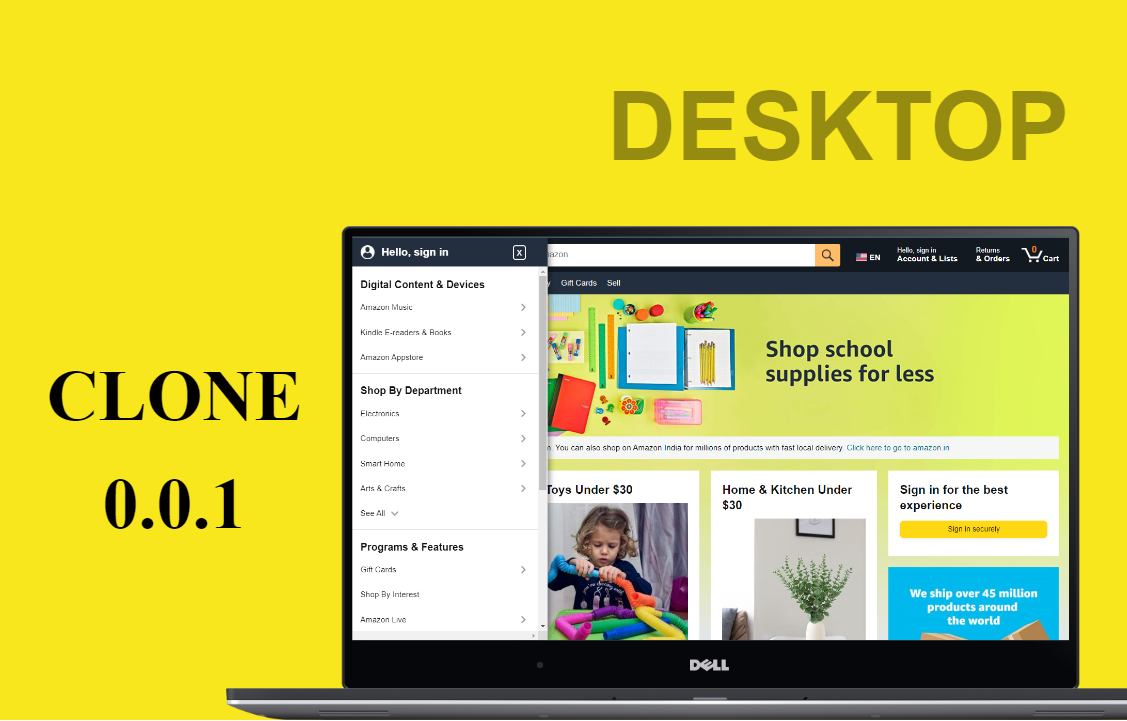 DESKTOP
CLONE
0.0.1
Hello, sign in
X
Digital Content & Devices
Amazon Music
Kindle E-readers & Books
Amazon Appstore
Shop By Department
Electronics
Computers
Smart Home
Arts & Crafts
See All
Programs & Features
Gift Cards
Shop By Interest
Amazon Live
azon
EN
Hello, sign in
Account & Lists
Returns
& Orders
0
Cart
y Gift Cards Sell
Shop school
supplies for less
. You can also shop on Amazon India for millions of products with fast local delivery. Click here to go to amazon.in
Toys Under $30
Home & Kitchen Under
$30
Sign in for the best
experience
Sign in securely
We ship over 45 million
products around
the world
DELL